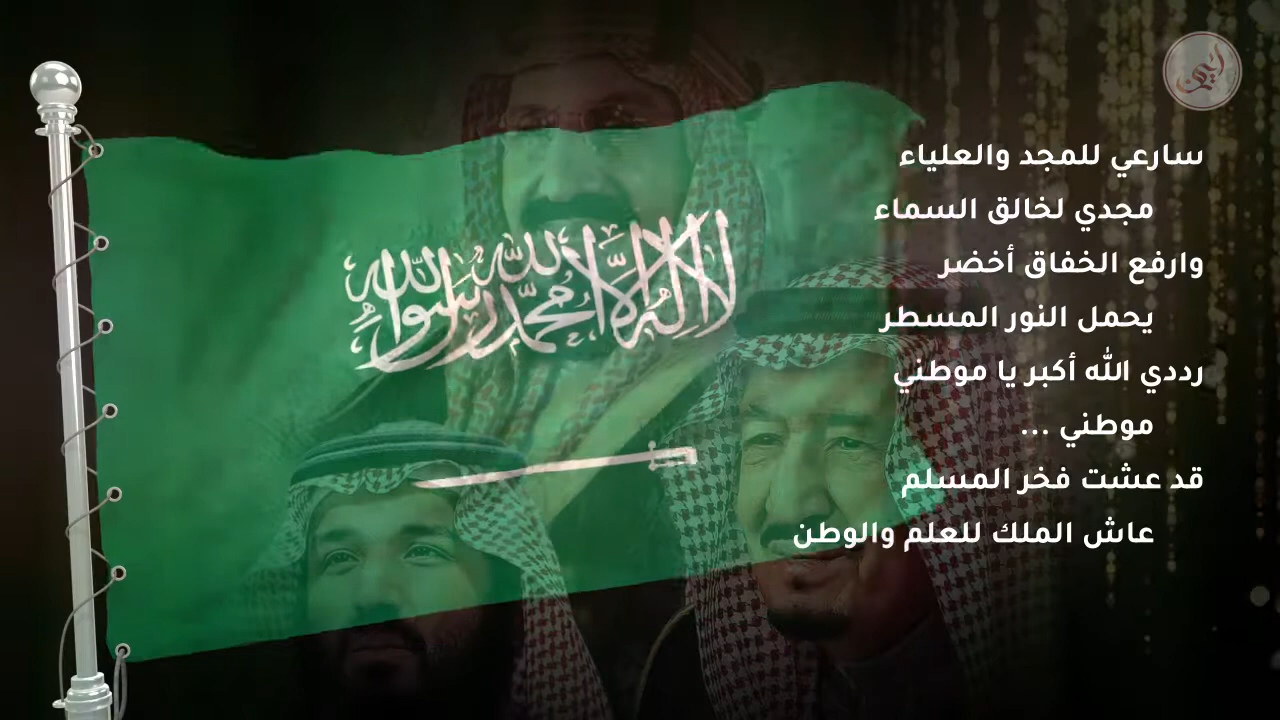 سارعي للمجد والعلياء
مجدي لخالق السماء
وارفع الخفاق أخضر
يحمل النور المسطر
رددي الله أكبر يا موطني
موطني ...
قد عشت فخر المسلم
عاش الملك للعلم والوطن
لا إله إلا الله محمد رسول الله